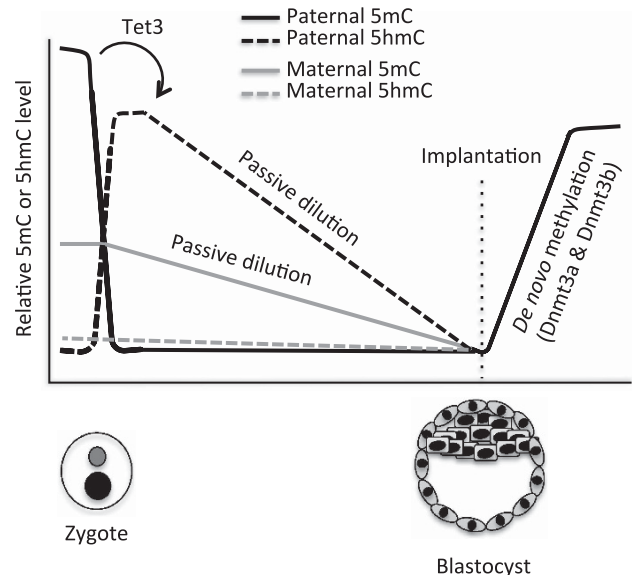 Tet3
Paternal 5mC
Paternal 5hmC
Maternal 5mC
Maternal 5hmC
Relative 5mC or 5hmC level
Passive dilution
Passive dilution
Implantation
De novo methylation
(Dnmt3a & Dnmt3b)
Zygote
Blastocyst